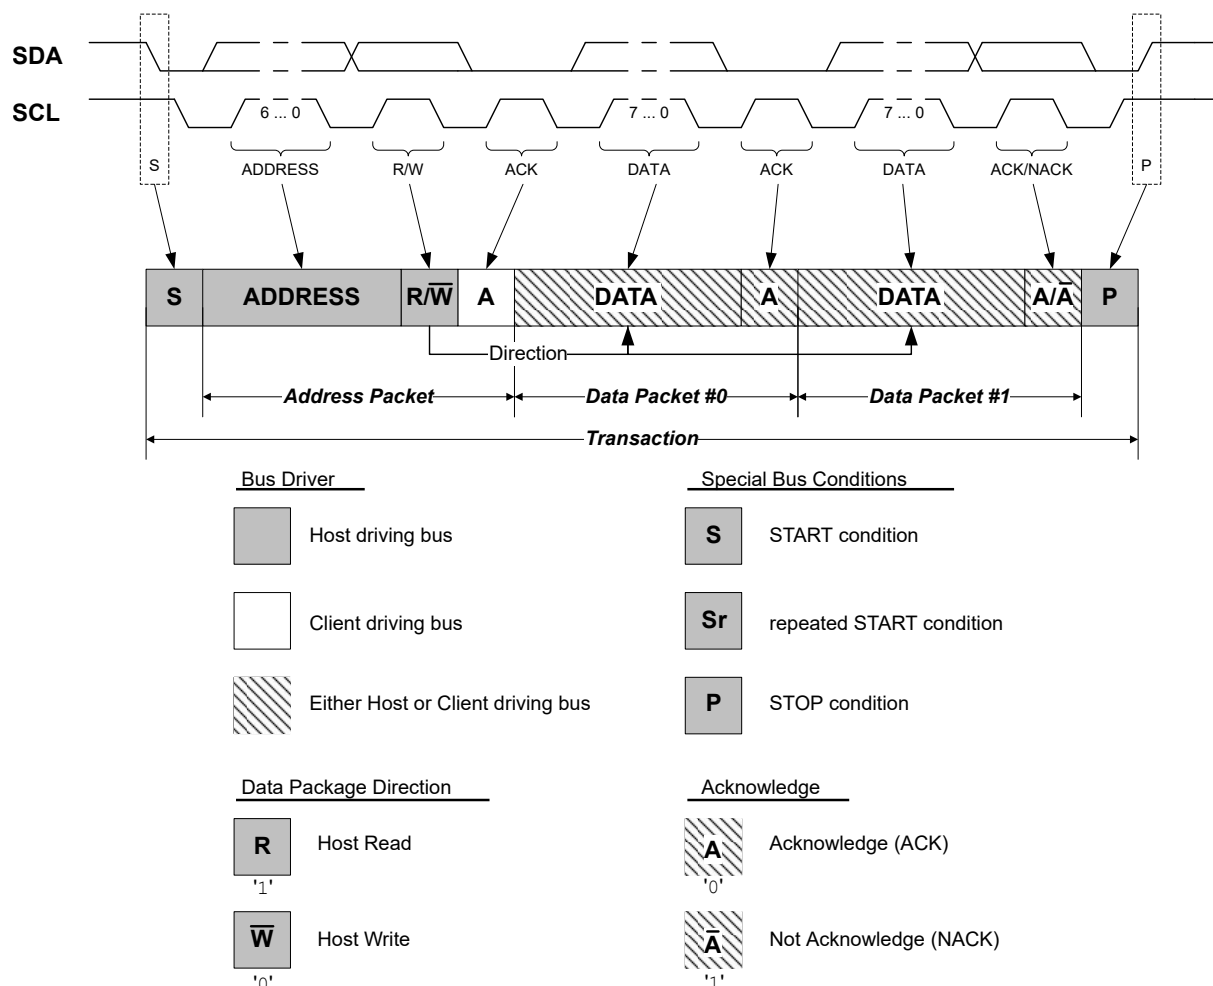 SDA
SCL
6 ... 0
7 ... 0
7 ... 0
S
ADDRESS
R/W
ACK
DATA
ACK
DATA
ACK/NACK
P
S
ADDRESS
R/W̅
A
DATA
A
DATA
A/A̅
P
Direction
Address Packet
Data Packet #0
Data Packet #1
Transaction
Bus Driver
Host driving bus
Client driving bus
Either Host or Client driving bus
Special Bus Conditions
S
START condition
Sr
repeated START condition
P
STOP condition
Data Package Direction
R
Host Read
'1'
W̅
Host Write
'0'
Acknowledge
A
Acknowledge (ACK)
'0'
A̅
Not Acknowledge (NACK)
'1'